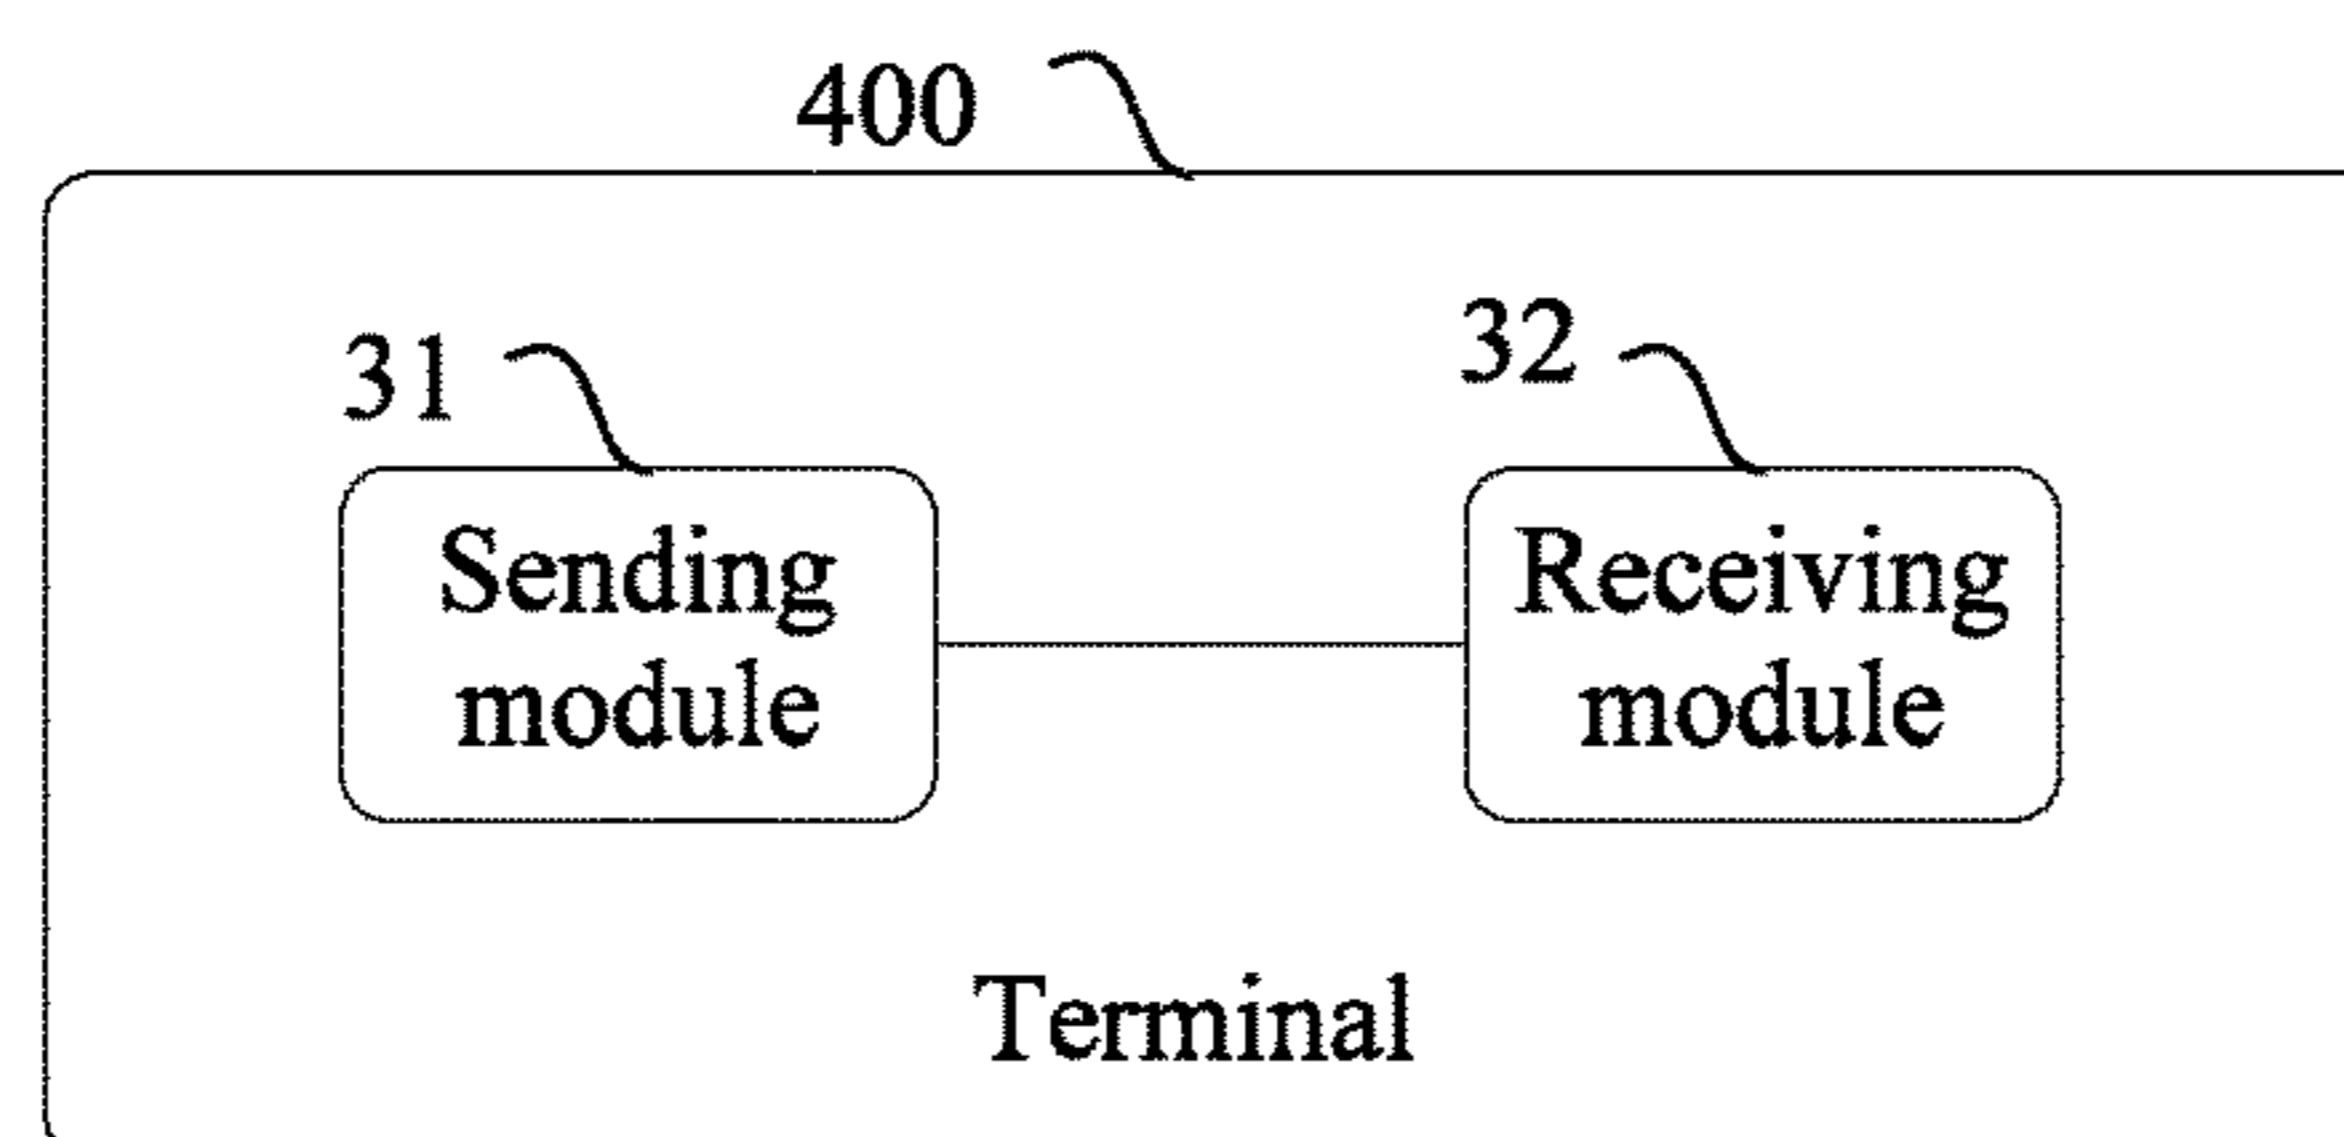 400
31
32
Sending
module
Receiving
module
Terminal